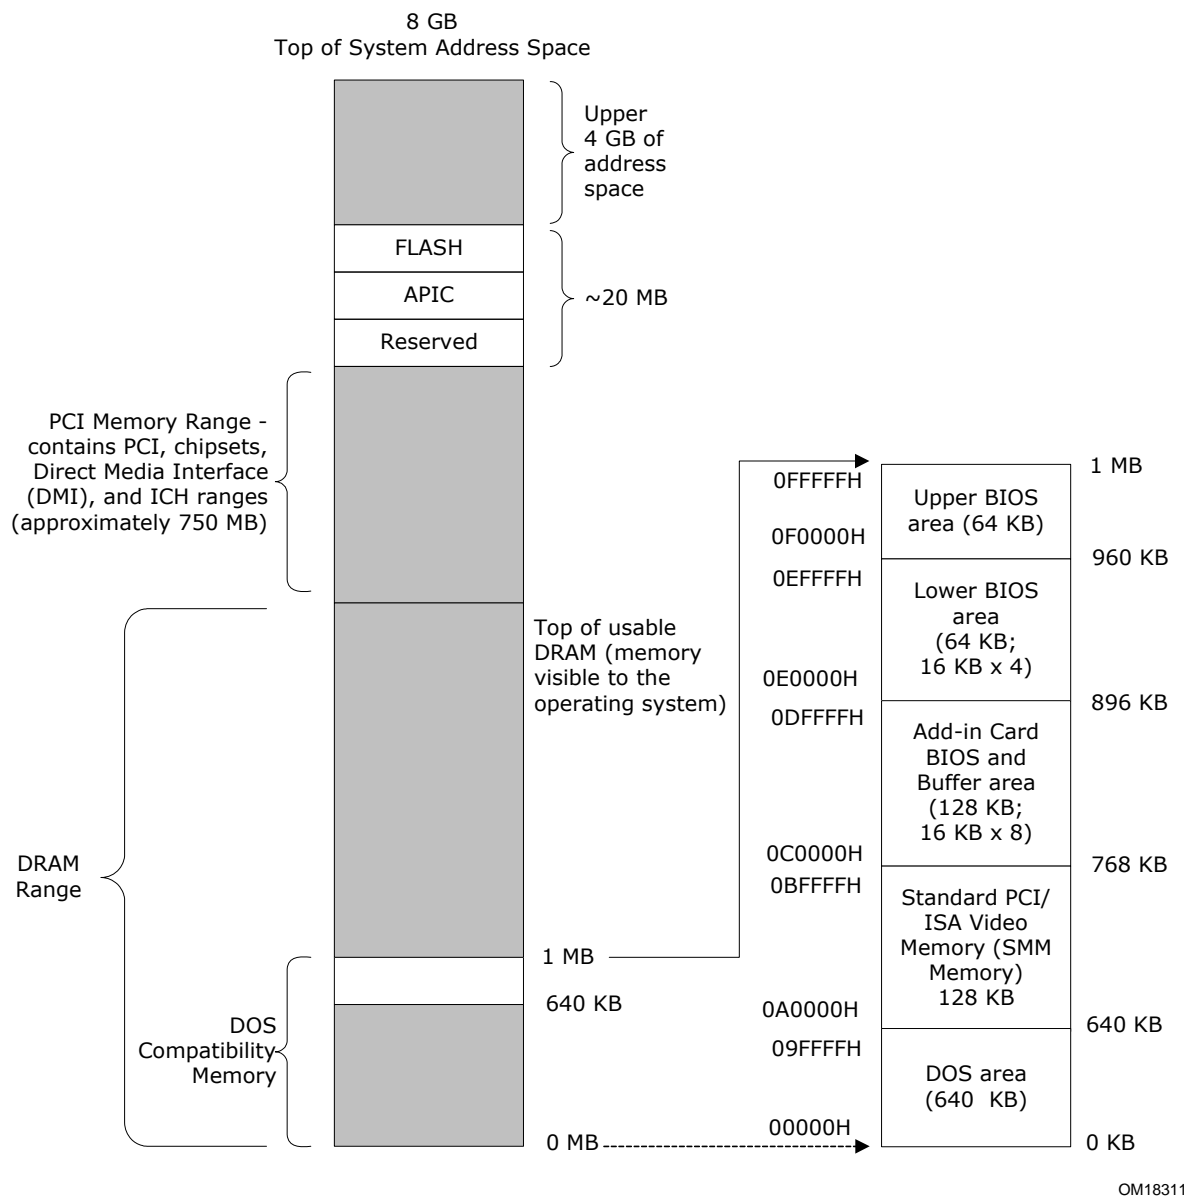 8 GB
Top of System Address Space
Upper
4 GB of
address
space
FLASH
APIC
~20 MB
Reserved
PCI Memory Range -
contains PCI, chipsets,
Direct Media Interface
(DMI), and ICH ranges
(approximately 750 MB)
Top of usable
DRAM (memory
visible to the
operating system)
DRAM
Range
1 MB
640 KB
DOS
Compatibility
Memory
0 MB
0FFFFFH
1 MB
Upper BIOS
area (64 KB)
0F0000H
960 KB
0EFFFFH
Lower BIOS
area
(64 KB;
16 KB x 4)
0E0000H
896 KB
0DFFFFH
Add-in Card
BIOS and
Buffer area
(128 KB;
16 KB x 8)
0C0000H
768 KB
0BFFFFH
Standard PCI/
ISA Video
Memory (SMM
Memory)
128 KB
0A0000H
640 KB
09FFFFH
DOS area
(640  KB)
00000H
0 KB
OM18311